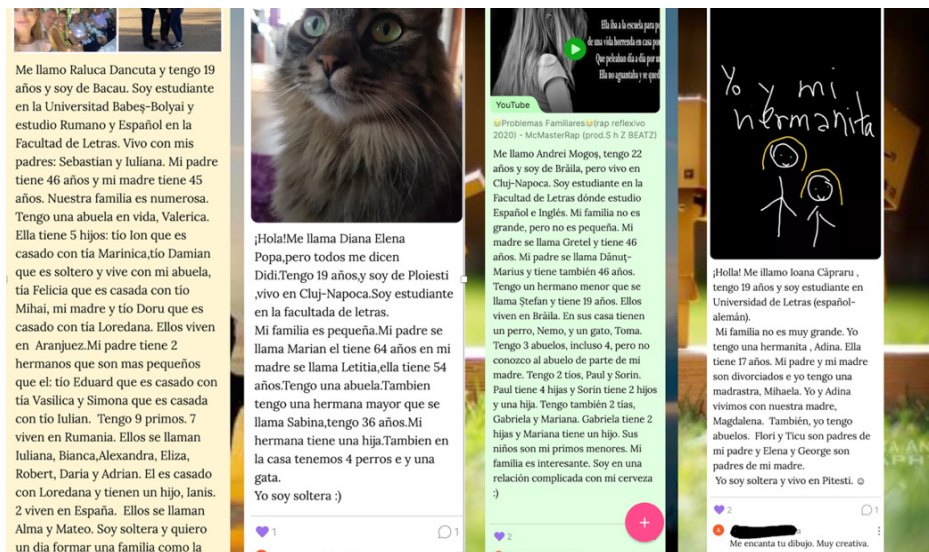 Me llamo Raluca Dancuta y tengo 19
años y soy de Bacau. Soy estudiante
en la Universitad Babeș-Bolyai y
estudio Rumano y Español en la
Facultad de Letras. Vivo con mis
padres: Sebastian y Iuliana. Mi padre
tiene 46 años y mi madre tiene 45
años. Nuestra familia es numerosa.
Tengo una abuela en vida, Valerica.
Ella tiene 5 hijos: tío Ion que es
casado con tía Marinica,tío Damian
que es soltero y vive con mi abuela,
tía Felicia que es casada con tío
Mihai, mi madre y tío Doru que es
casado con tía Loredana. Ellos viven
en Aranjuez.Mi padre tiene 2
hermanos que son mas pequeños
que el: tío Eduard que es casado con
tía Vasilica y Simona que es casada
con tío Iulian. Tengo 9 primos. 7
viven en Rumania. Ellos se llaman
Iuliana, Bianca,Alexandra, Eliza,
Robert, Daria y Adrian. El es casado
con Loredana y tienen un hijo, Ianis.
2 viven en España. Ellos se llaman
Alma y Mateo. Soy soltera y quiero
un dia formar una familia como la
¡Hola!Me llama Diana Elena
Popa,pero todos me dicen
Didi.Tengo 19 años,y soy de Ploiesti
,vivo en Cluj-Napoca.Soy estudiante
en la facultada de letras.
Mi familia es pequeña.Mi padre se
llama Marian el tiene 64 años en mi
madre se llama Letitia,ella tiene 54
años.Tengo una abuela.Tambien
tengo una hermana mayor que se
llama Sabina,tengo 36 años.Mi
hermana tiene una hija.Tambien en
la casa tenemos 4 perros e y una
gata.
Yo soy soltera :)
1
1
Ella iba a la escuela para
de una vida horrenda en casa
Que peleaban día a día por
Ella no aguantaba y se
YouTube
Problemas Familiares (rap reflexivo
2020) - McMasterRap (prod.S h Z BEATZ)
Me llamo Andrei Mogoș, tengo 22
años y soy de Brăila, pero vivo en
Cluj-Napoca. Soy estudiante en la
Facultad de Letras dónde estudio
Español e Inglés. Mi familia no es
grande, pero no es pequeña. Mi
madre se llama Gretel y tiene 46
años. Mi padre se llama Dănuț-
Marius y tiene también 46 años.
Tengo un hermano menor que se
llama Ștefan y tiene 19 años. Ellos
viven en Brăila. En sus casa tienen
un perro, Nemo, y un gato, Toma.
Tengo 3 abuelos, incluso 4, pero no
conozco al abuelo de parte de mi
madre. Tengo 2 tíos, Paul y Sorin.
Paul tiene 4 hijas y Sorin tiene 2 hijos
y una hija. Tengo también 2 tías,
Gabriela y Mariana. Gabriela tiene 2
hijas y Mariana tiene un hijo. Sus
niños son mi primos menores. Mi
familia es interesante. Soy en una
relación complicada con mi cerveza
:)
2
Yo y mi
hermanita
¡Holla! Me illamo Ioana Căpraru ,
tengo 19 años y soy estudiante en
Universidad de Letras (español-
alemán).
Mi familia no es muy grande. Yo
tengo una hermanita , Adina. Ella
tiene 17 años. Mi padre y mi madre
son divorciados e yo tengo una
madrastra, Mihaela. Yo y Adina
vivimos con nuestra madre,
Magdalena. También, yo tengo
abuelos. Flori y Ticu son padres de
mi padre y Elena y George son
padres de mi madre.
Yo soy soltera y vivo en Pitesti. ☺
2
1
Me encanta tu dibujo. Muy creativa.